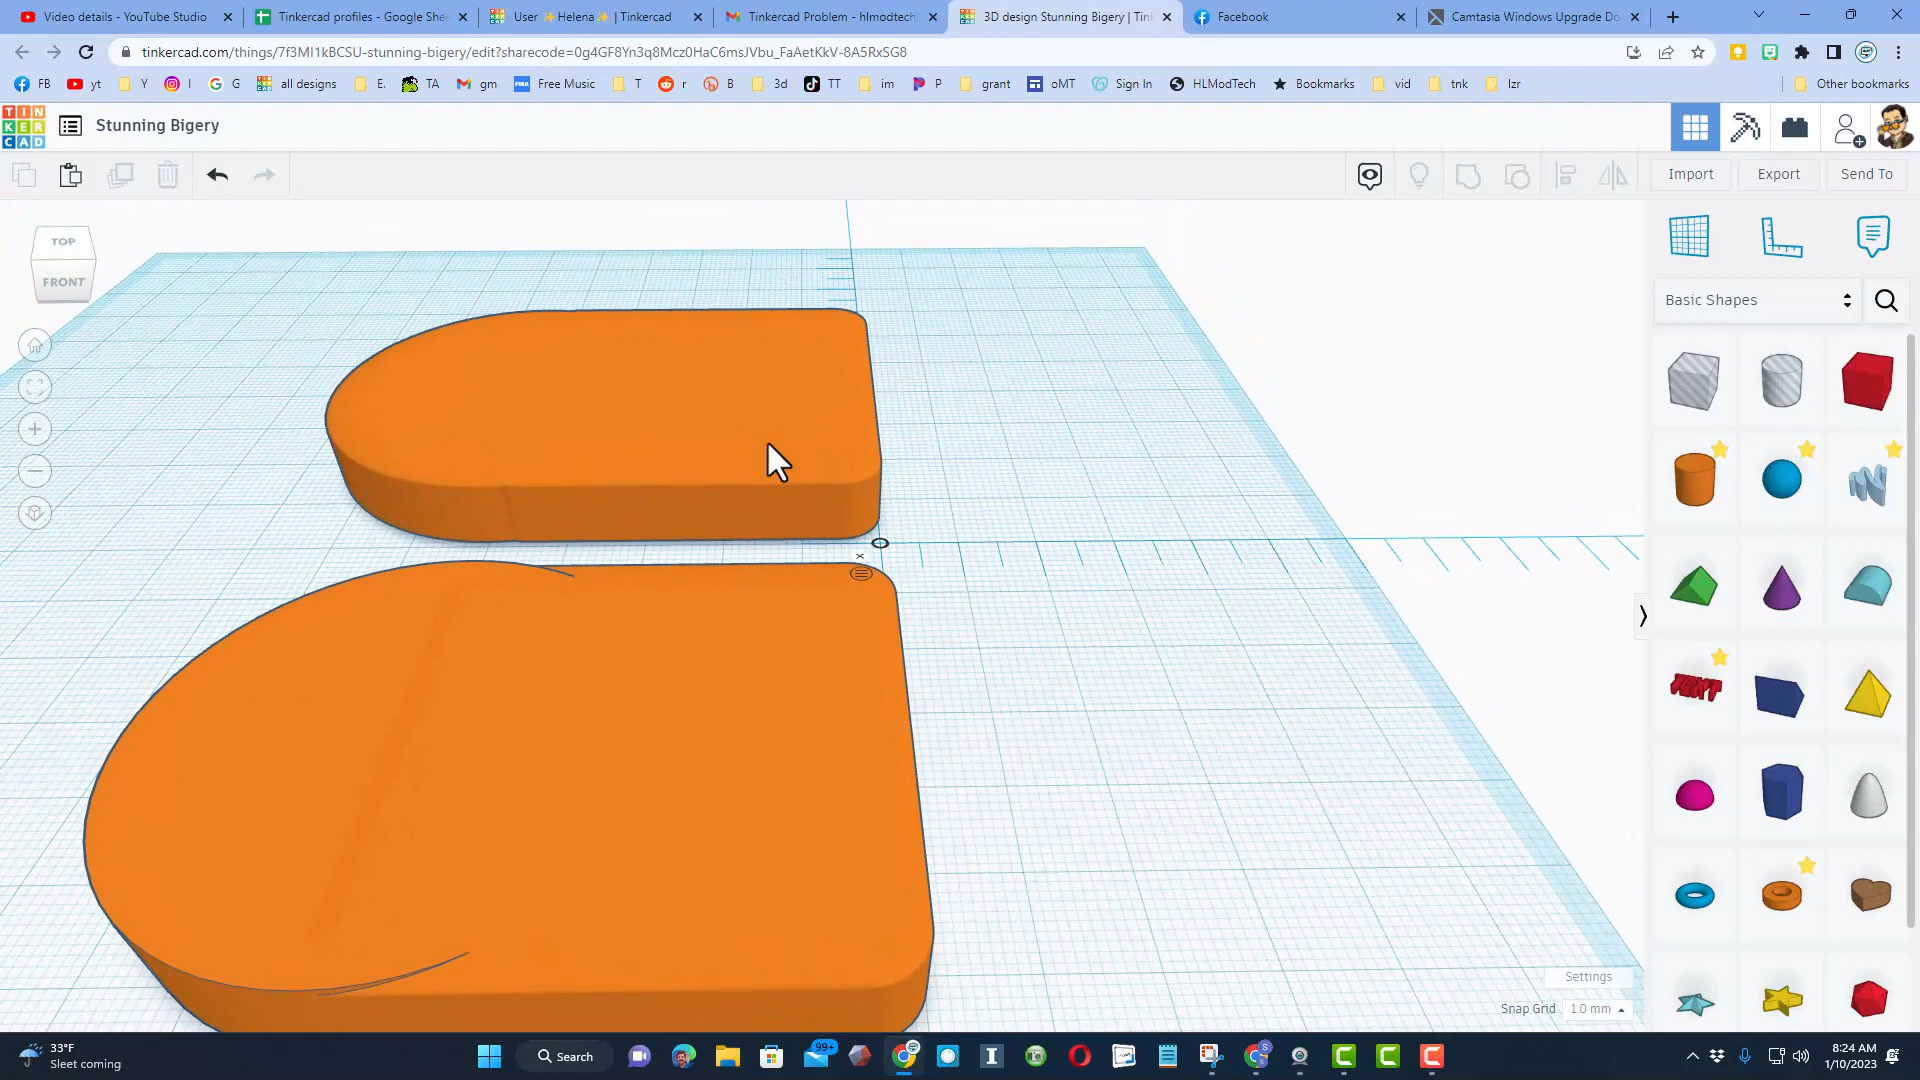 Video details - YouTube Studio
Tinkercad profiles - Google She
User ✨Helena✨ | Tinkercad
Tinkercad Problem - hlmodtech
3D design Stunning Bigery | Tin
Facebook
Camtasia Windows Upgrade Do
tinkercad.com/things/7f3MI1kBCSU-stunning-bigery/edit?sharecode=0g4GF8Yn3q8Mcz0HaC6msJVbu_FaAetKkV-8A5RxSG8
FB
yt
Y
I
G
all designs
E.
TA
gm
FMA Free Music
T
r
B
3d
TT
im
P
grant
oMT
Sign In
HLModTech
Bookmarks
vid
tnk
lzr
Other bookmarks
TIN
KER
CAD
Stunning Bigery
Import
Export
Send To
TOP
FRONT
Basic Shapes
TEXT
Settings
Snap Grid 1.0 mm
33°F
Sleet coming
Search
99+
8:24 AM
1/10/2023